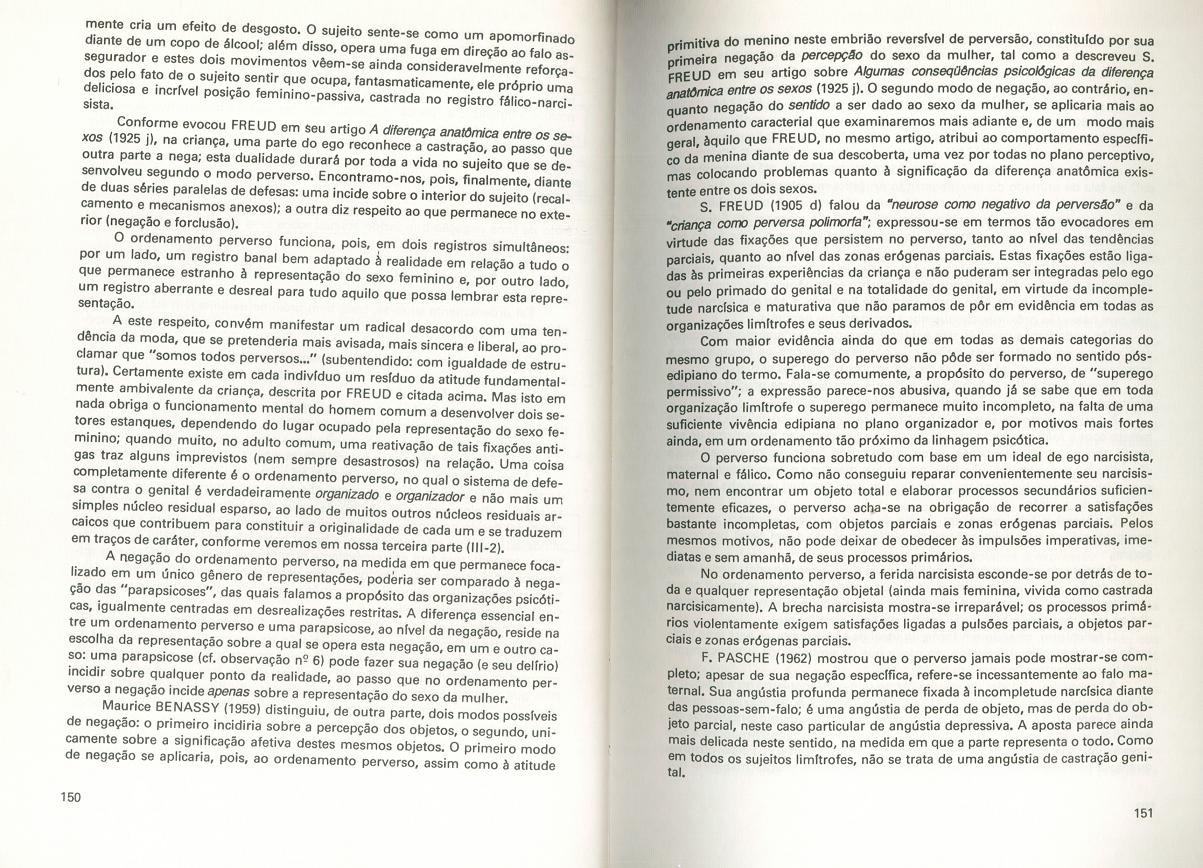 mente cria um efeito de desgosto. O sujeito sente-se como um apomorfinado
diante de um copo de álcool; além disso, opera uma fuga em direção ao falo as-
segurador e estes dois movimentos vêem-se ainda consideravelmente reforça-
dos pelo fato de o sujeito sentir que ocupa, fantasmaticamente, ele próprio uma
deliciosa e incrível posição feminino-passiva, castrada no registro fálico-narci-
sista.
Conforme evocou FREUD em seu artigo A diferença anatômica entre os se-
xos (1925 j), na criança, uma parte do ego reconhece a castração, ao passo que
outra parte a nega; esta dualidade durará por toda a vida no sujeito que se de-
senvolveu segundo o modo perverso. Encontramo-nos, pois, finalmente, diante
de duas séries paralelas de defesas: uma incide sobre o interior do sujeito (recal-
camento e mecanismos anexos); a outra diz respeito ao que permanece no exte-
rior (negação e forclusão).
O ordenamento perverso funciona, pois, em dois registros simultâneos:
por um lado, um registro banal bem adaptado à realidade em relação a tudo o
que permanece estranho à representação do sexo feminino e, por outro lado,
um registro aberrante e desreal para tudo aquilo que possa lembrar esta repre-
sentação.
A este respeito, convém manifestar um radical desacordo com uma ten-
dência da moda, que se pretenderia mais avisada, mais sincera e liberal, ao pro-
clamar que "somos todos perversos..." (subentendido: com igualdade de estru-
tura). Certamente existe em cada indivíduo um resíduo da atitude fundamental-
mente ambivalente da criança, descrita por FREUD e citada acima. Mas isto em
nada obriga o funcionamento mental do homem comum a desenvolver dois se-
tores estanques, dependendo do lugar ocupado pela representação do sexo fe-
minino; quando muito, no adulto comum, uma reativação de tais fixações anti-
gas traz alguns imprevistos (nem sempre desastrosos) na relação. Uma coisa
completamente diferente é o ordenamento perverso, no qual o sistema de defe-
sa contra o genital é verdadeiramente organizado e organizador e não mais um
simples núcleo residual esparso, ao lado de muitos outros núcleos residuais ar-
caicos que contribuem para constituir a originalidade de cada um e se traduzem
em traços de caráter, conforme veremos em nossa terceira parte (III-2).
A negação do ordenamento perverso, na medida em que permanece foca-
lizado em um único gênero de representações, poderia ser comparado à nega-
ção das "parapsicoses", das quais falamos a propósito das organizações psicóti-
cas, igualmente centradas em desrealizações restritas. A diferença essencial en-
tre um ordenamento perverso e uma parapsicose, ao nível da negação, reside na
escolha da representação sobre a qual se opera esta negação, em um e outro ca-
so: uma parapsicose (cf. observação nº 6) pode fazer sua negação (e seu delírio)
incidir sobre qualquer ponto da realidade, ao passo que no ordenamento per-
verso a negação incide apenas sobre a representação do sexo da mulher.
Maurice BENASSY (1959) distinguiu, de outra parte, dois modos possíveis
de negação: o primeiro incidiria sobre a percepção dos objetos, o segundo, uni-
camente sobre a significação afetiva destes mesmos objetos. O primeiro modo
de negação se aplicaria, pois, ao ordenamento perverso, assim como à atitude
150
primitiva do menino neste embrião reversível de perversão, constituído por sua
primeira negação da percepção do sexo da mulher, tal como a descreveu S.
FREUD em seu artigo sobre Algumas conseqüências psicológicas da diferença
anatômica entre os sexos (1925 j). O segundo modo de negação, ao contrário, en-
quanto negação do sentido a ser dado ao sexo da mulher, se aplicaria mais ao
ordenamento caracterial que examinaremos mais adiante e, de um modo mais
geral, àquilo que FREUD, no mesmo artigo, atribui ao comportamento específi-
co da menina diante de sua descoberta, uma vez por todas no plano perceptivo,
mas colocando problemas quanto à significação da diferença anatômica exis-
tente entre os dois sexos.
S. FREUD (1905 d) falou da "neurose como negativo da perversão" e da
"criança como perversa polimorfa"; expressou-se em termos tão evocadores em
virtude das fixações que persistem no perverso, tanto ao nível das tendências
parciais, quanto ao nível das zonas erógenas parciais. Estas fixações estão liga-
das às primeiras experiências da criança e não puderam ser integradas pelo ego
ou pelo primado do genital e na totalidade do genital, em virtude da incomple-
tude narcísica e maturativa que não paramos de pôr em evidência em todas as
organizações limítrofes e seus derivados.
Com maior evidência ainda do que em todas as demais categorias do
mesmo grupo, o superego do perverso não pôde ser formado no sentido pós-
edipiano do termo. Fala-se comumente, a propósito do perverso, de "superego
permissivo"; a expressão parece-nos abusiva, quando já se sabe que em toda
organização limítrofe o superego permanece muito incompleto, na falta de uma
suficiente vivência edipiana no plano organizador e, por motivos mais fortes
ainda, em um ordenamento tão próximo da linhagem psicótica.
O perverso funciona sobretudo com base em um ideal de ego narcisista,
maternal e fálico. Como não conseguiu reparar convenientemente seu narcisis-
mo, nem encontrar um objeto total e elaborar processos secundários suficien-
temente eficazes, o perverso acha-se na obrigação de recorrer a satisfações
bastante incompletas, com objetos parciais e zonas erógenas parciais. Pelos
mesmos motivos, não pode deixar de obedecer às impulsões imperativas, ime-
diatas e sem amanhã, de seus processos primários.
No ordenamento perverso, a ferida narcisista esconde-se por detrás de to-
da e qualquer representação objetal (ainda mais feminina, vivida como castrada
narcisicamente). A brecha narcisista mostra-se irreparável; os processos primá-
rios violentamente exigem satisfações ligadas a pulsões parciais, a objetos par-
ciais e zonas erógenas parciais.
F. PASCHE (1962) mostrou que o perverso jamais pode mostrar-se com-
pleto; apesar de sua negação específica, refere-se incessantemente ao falo ma-
ternal. Sua angústia profunda permanece fixada à incompletude narcísica diante
das pessoas-sem-falo; é uma angústia de perda de objeto, mas de perda do ob-
jeto parcial, neste caso particular de angústia depressiva. A aposta parece ainda
mais delicada neste sentido, na medida em que a parte representa o todo. Como
em todos os sujeitos limítrofes, não se trata de uma angústia de castração geni-
tal.
151